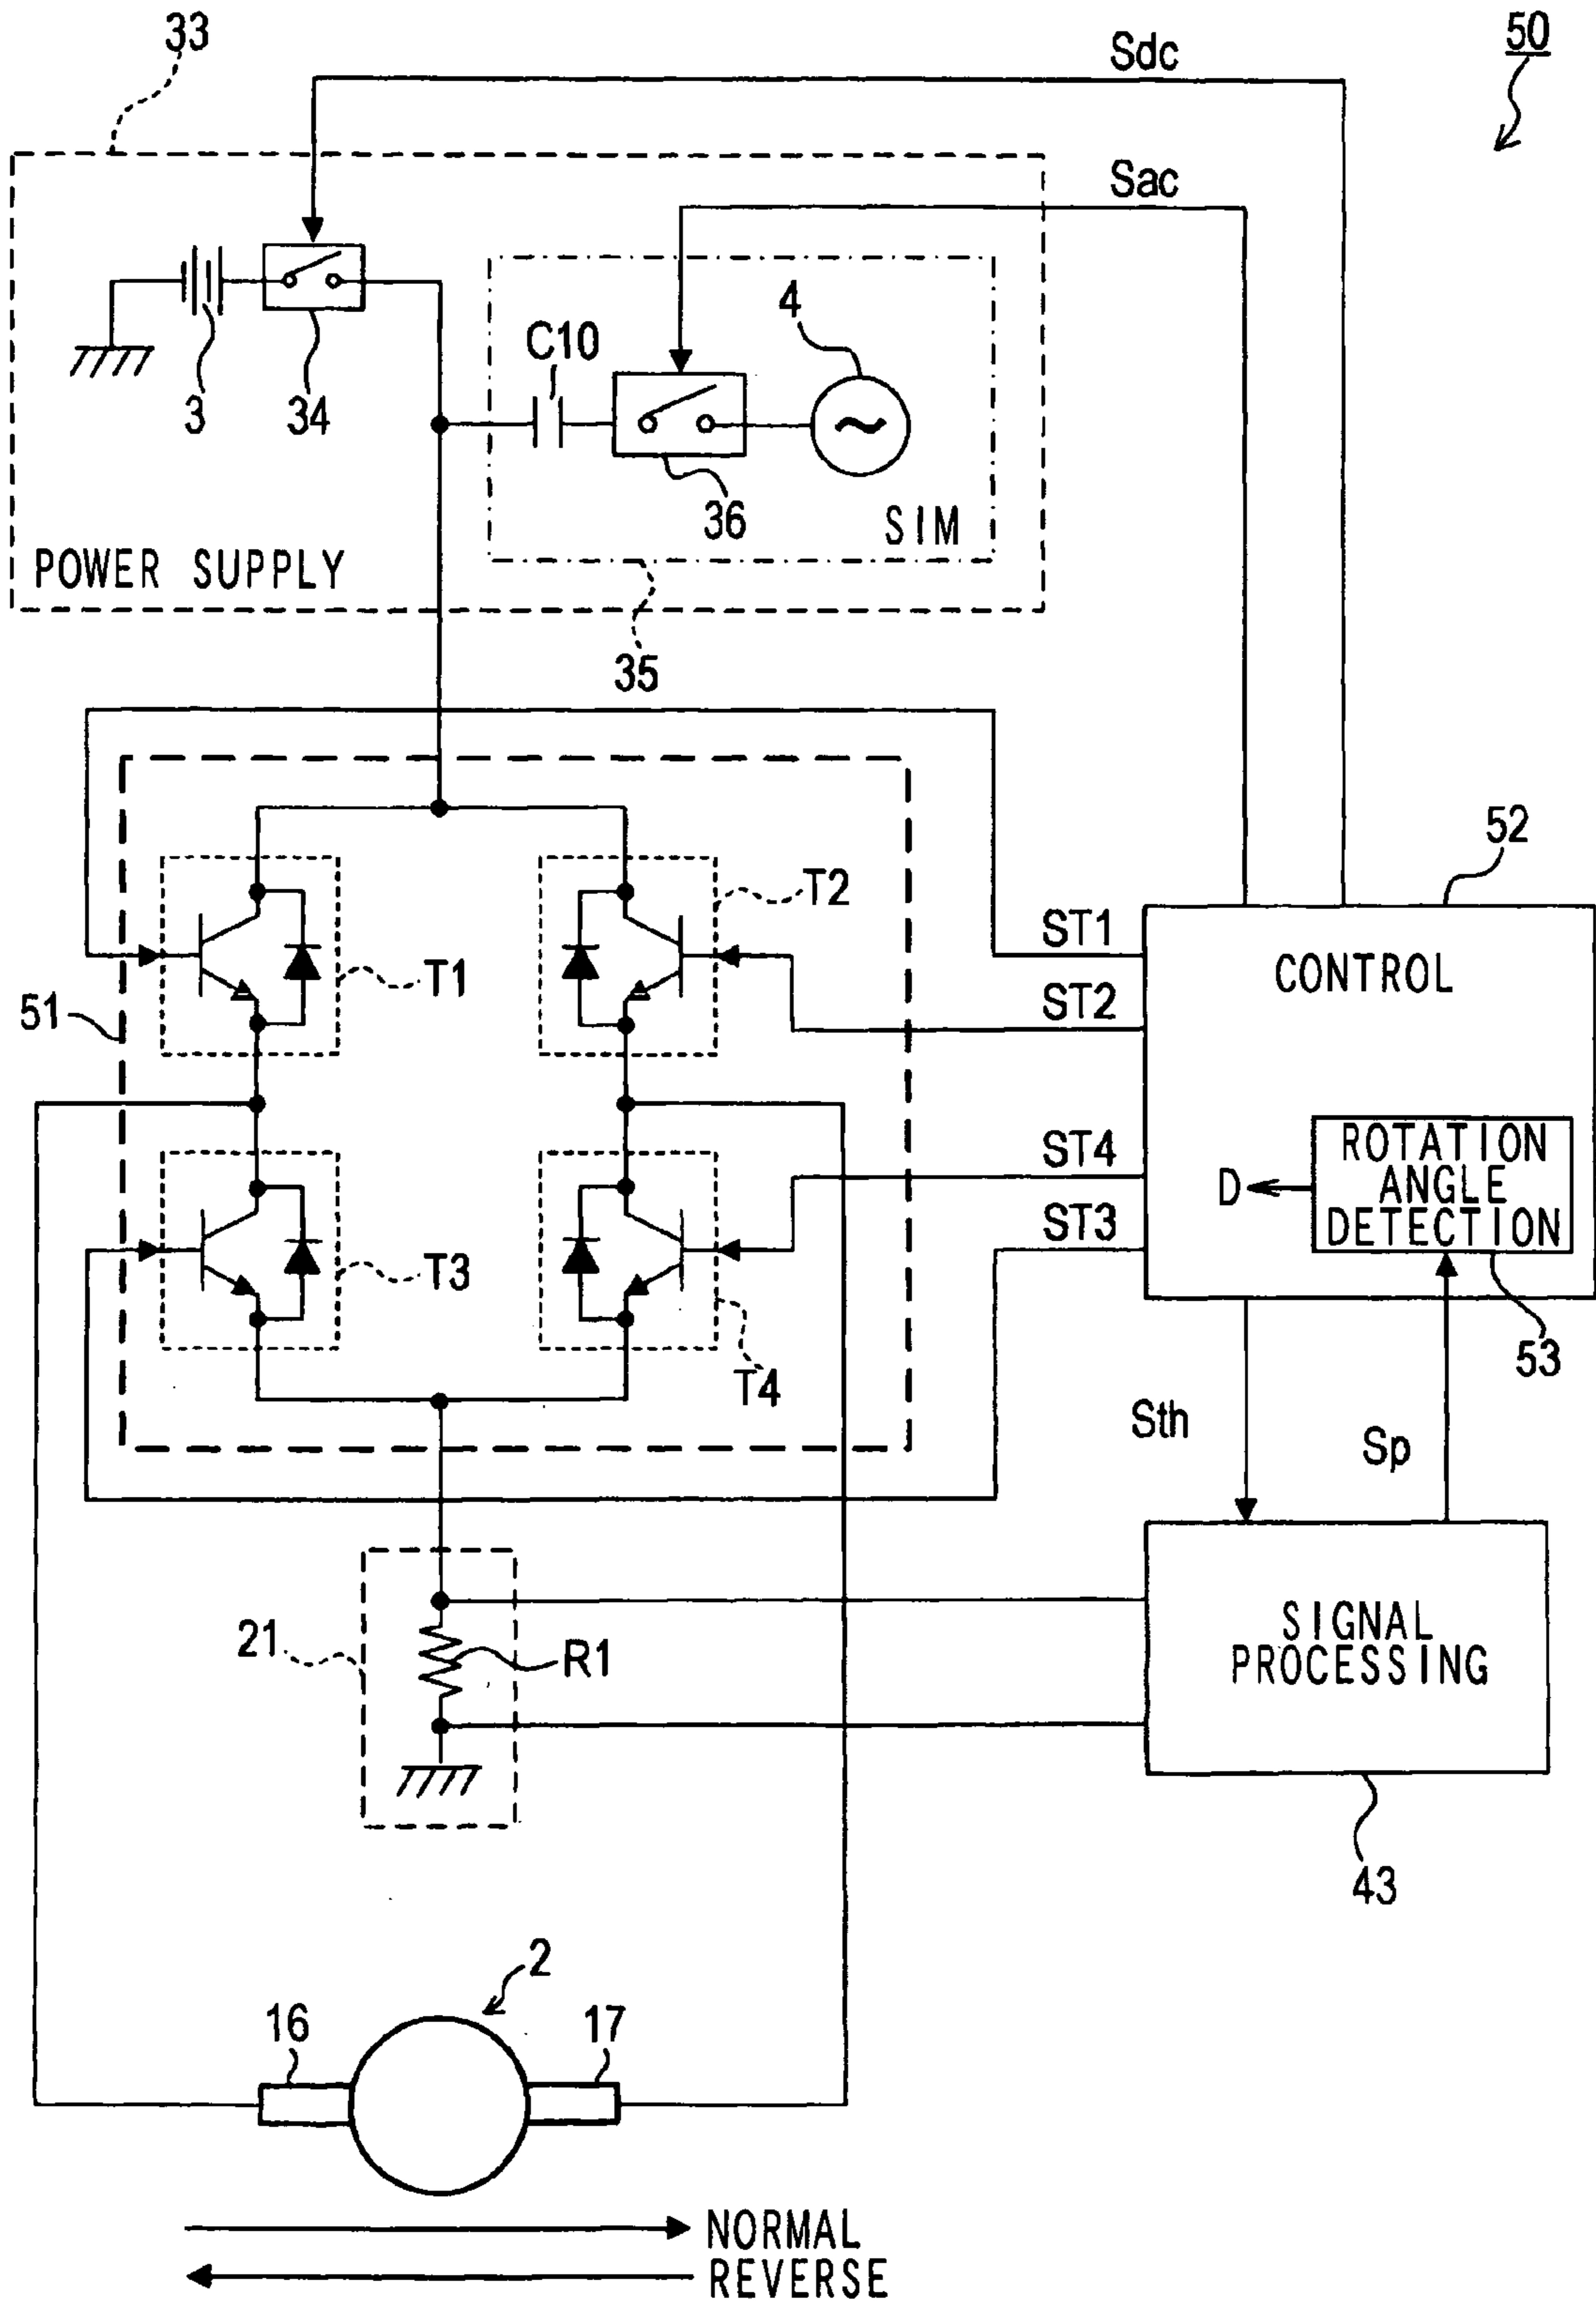 33
Sdc
50
Sac
4
C10
3
34
36
SIM
POWER SUPPLY
35
52
T2
ST1
CONTROL
T1
51
ST2
ROTATION
ANGLE
DETECTION
ST4
D
ST3
T3
53
T4
Sth
Sp
21
R1
SIGNAL
PROCESSING
43
2
16
17
NORMAL
REVERSE